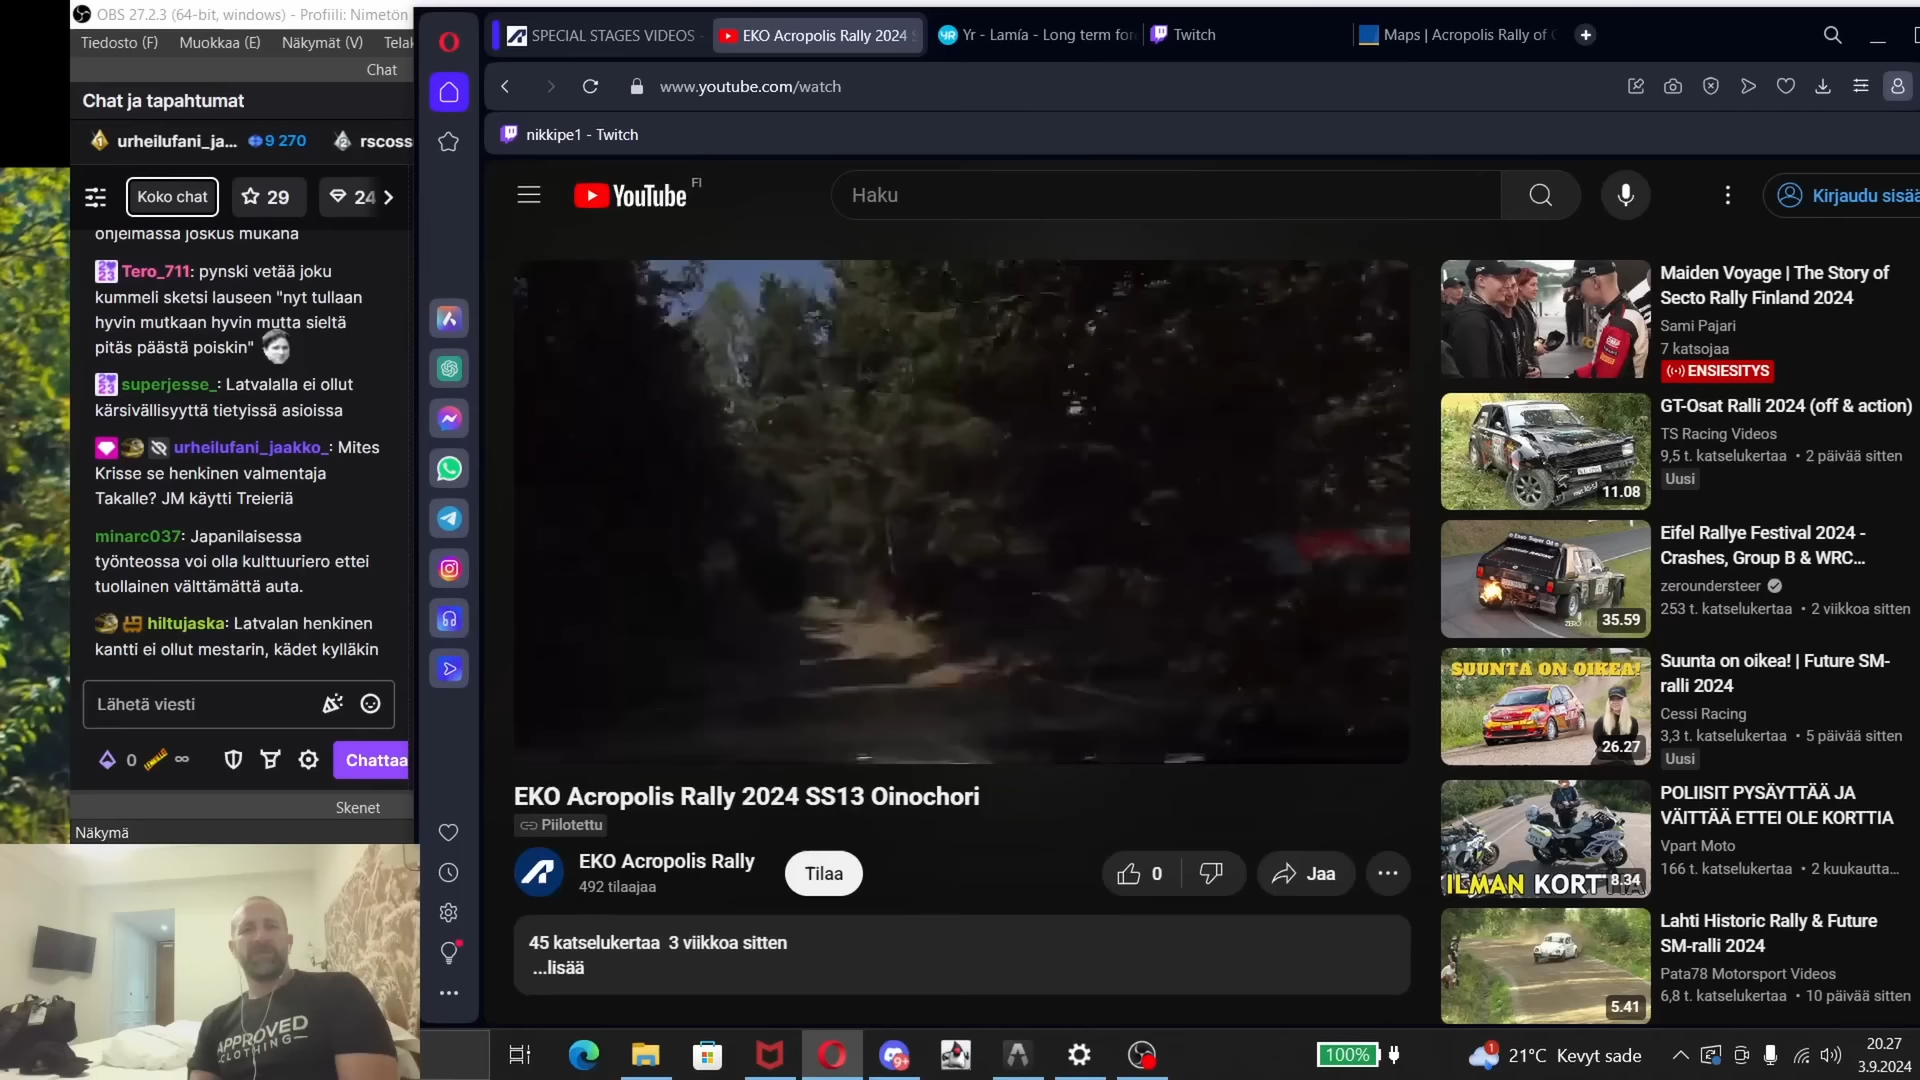 OBS 27.2.3 (64-bit, windows) - Profiili: Nimetön
Tiedosto (F) Muokkaa (E) Näkymät (V) Telak
Chat
Chat ja tapahtumat
urheilufani_ja... 9 270 rscoss
Koko chat 29 24
ohjelmassa joskus mukana
Tero_711: pynski vetää joku
kummeli sketsi lauseen "nyt tullaan
hyvin mutkaan hyvin mutta sieltä
pitäs päästä poiskin"
superjesse_: Latvalalla ei ollut
kärsivällisyyttä tietyissä asioissa
urheilufani_jaakko_: Mites
Krisse se henkinen valmentaja
Takalle? JM käytti Treieriä
minarc037: Japanilaisessa
työnteossa voi olla kulttuuriero ettei
tuollainen välttämättä auta.
hiltujaska: Latvalan henkinen
kantti ei ollut mestarin, kädet kylläkin
Lähetä viesti
0 ∞ Chattaa
Skenet
Näkymä
APPROVED
CLOTHING
SPECIAL STAGES VIDEOS - EKO Acropolis Rally 2024 S Yr - Lamía - Long term for Twitch Maps | Acropolis Rally of G
www.youtube.com/watch
nikkipe1 - Twitch
YouTube FI
Haku
Kirjaudu sisää
EKO Acropolis Rally 2024 SS13 Oinochori
Piilotettu
EKO Acropolis Rally
492 tilaajaa
Tilaa
0
Jaa
45 katselukertaa 3 viikkoa sitten
...lisää
Maiden Voyage | The Story of
Secto Rally Finland 2024
Sami Pajari
7 katsojaa
ENSIESITYS
11.08
GT-Osat Ralli 2024 (off & action)
TS Racing Videos
9,5 t. katselukertaa • 2 päivää sitten
Uusi
35.59
Eifel Rallye Festival 2024 -
Crashes, Group B & WRC...
zeroundersteer
253 t. katselukertaa • 2 viikkoa sitten
SUUNTA ON OIKEA!
26.27
Suunta on oikea! | Future SM-
ralli 2024
Cessi Racing
3,3 t. katselukertaa • 5 päivää sitten
Uusi
ILMAN KORTTIA
8.34
POLIISIT PYSÄYTTÄÄ JA
VÄITTÄÄ ETTEI OLE KORTTIA
Vpart Moto
166 t. katselukertaa • 2 kuukautta...
5.41
Lahti Historic Rally & Future
SM-ralli 2024
Pata78 Motorsport Videos
6,8 t. katselukertaa • 10 päivää sitten
9+
100%
1
21°C Kevyt sade
20.27
3.9.2024